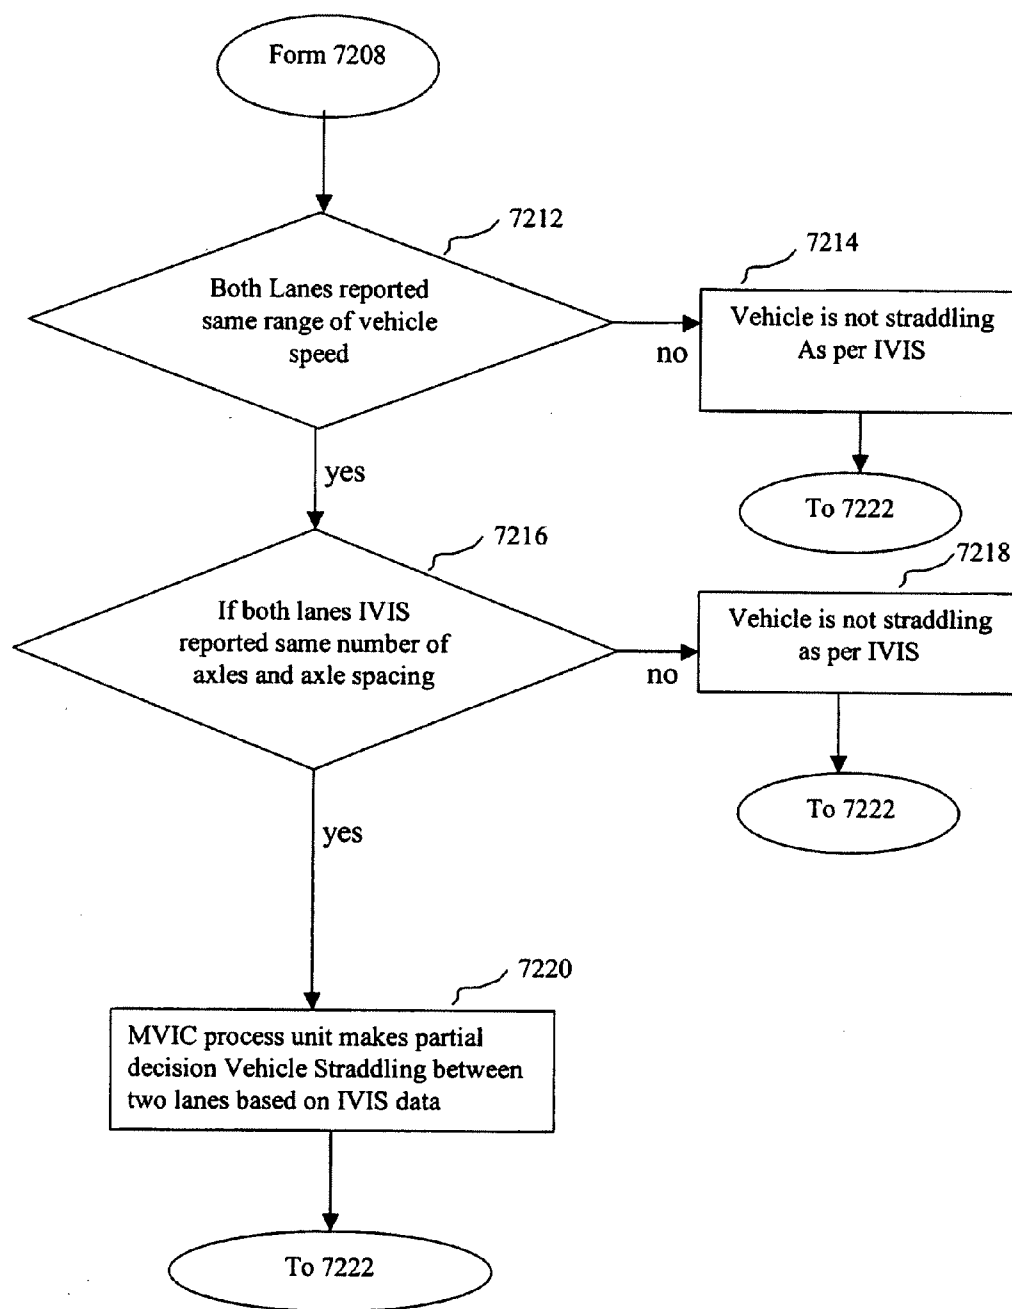 Form 7208
7212
Both Lanes reported
same range of vehicle
speed
no
7214
Vehicle is not straddling
As per IVIS
To 7222
yes
7216
If both lanes IVIS
reported same number of
axles and axle spacing
no
7218
Vehicle is not straddling
as per IVIS
To 7222
yes
7220
MVIC process unit makes partial
decision Vehicle Straddling between
two lanes based on IVIS data
To 7222